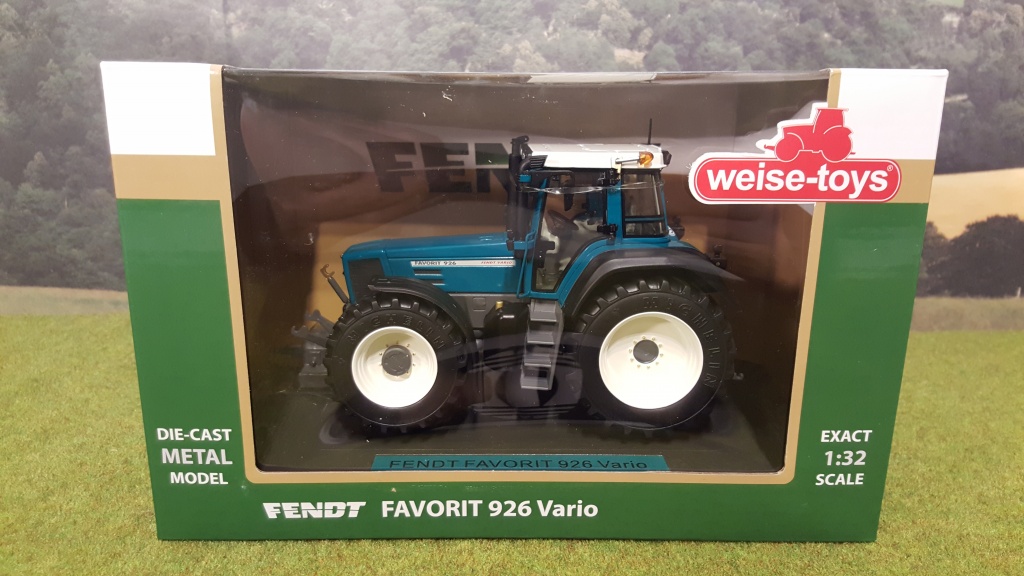 FENDT
weise-toys®
FAVORIT 926
FENDT FAVORIT 926 Vario
DIE-CAST
METAL
MODEL
EXACT
1:32
SCALE
FENDT FAVORIT 926 Vario